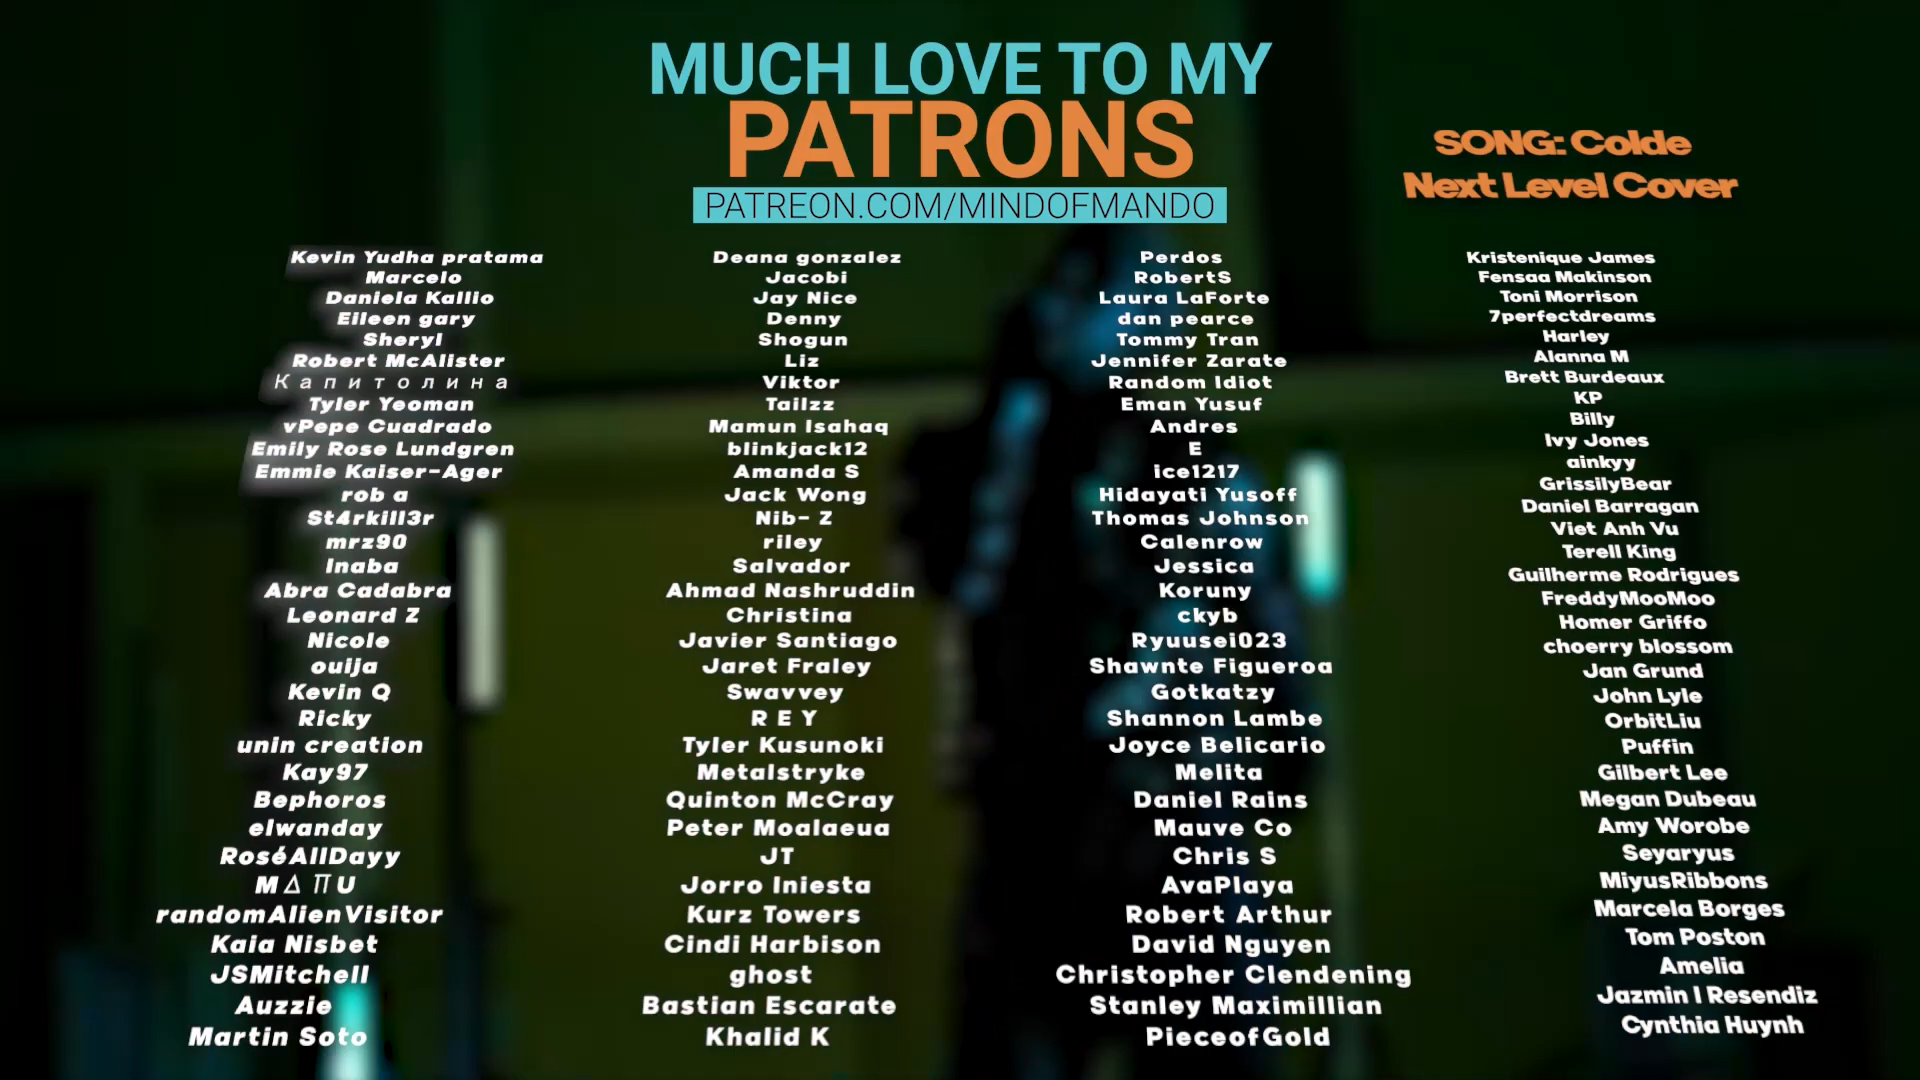 MUCH LOVE TO MY
PATRONS
PATREON.COM/MINDOFMANDO
SONG: Colde
Next Level Cover
Kevin Yudha pratama
Marcelo
Daniela Kallio
Eileen gary
Sheryl
Robert McAlister
Капитолина
Tyler Yeoman
vPepe Cuadrado
Emily Rose Lundgren
Emmie Kaiser-Ager
rob a
St4rkill3r
mrz90
Inaba
Abra Cadabra
Leonard Z
Nicole
ouija
Kevin Q
Ricky
unin creation
Kay97
Bephoros
elwanday
RoséAllDayy
M Δ Π U
randomAlienVisitor
Kaia Nisbet
JSMitchell
Auzzie
Martin Soto
Deana gonzalez
Jacobi
Jay Nice
Denny
Shogun
Liz
Viktor
Tailzz
Mamun Isahaq
blinkjack12
Amanda S
Jack Wong
Nib- Z
riley
Salvador
Ahmad Nashruddin
Christina
Javier Santiago
Jaret Fraley
Swavvey
R E Y
Tyler Kusunoki
Metalstryke
Quinton McCray
Peter Moalaeua
JT
Jorro Iniesta
Kurz Towers
Cindi Harbison
ghost
Bastian Escarate
Khalid K
Perdos
RobertS
Laura LaForte
dan pearce
Tommy Tran
Jennifer Zarate
Random Idiot
Eman Yusuf
Andres
E
ice1217
Hidayati Yusoff
Thomas Johnson
Calenrow
Jessica
Koruny
ckyb
Ryuusei023
Shawnte Figueroa
Gotkatzy
Shannon Lambe
Joyce Belicario
Melita
Daniel Rains
Mauve Co
Chris S
AvaPlaya
Robert Arthur
David Nguyen
Christopher Clendening
Stanley Maximillian
PieceofGold
Kristenique James
Fensaa Makinson
Toni Morrison
7perfectdreams
Harley
Alanna M
Brett Burdeaux
KP
Billy
Ivy Jones
ainkyy
GrissilyBear
Daniel Barragan
Viet Anh Vu
Terell King
Guilherme Rodrigues
FreddyMooMoo
Homer Griffo
choerry blossom
Jan Grund
John Lyle
OrbitLiu
Puffin
Gilbert Lee
Megan Dubeau
Amy Worobe
Seyaryus
MiyusRibbons
Marcela Borges
Tom Poston
Amelia
Jazmin I Resendiz
Cynthia Huynh